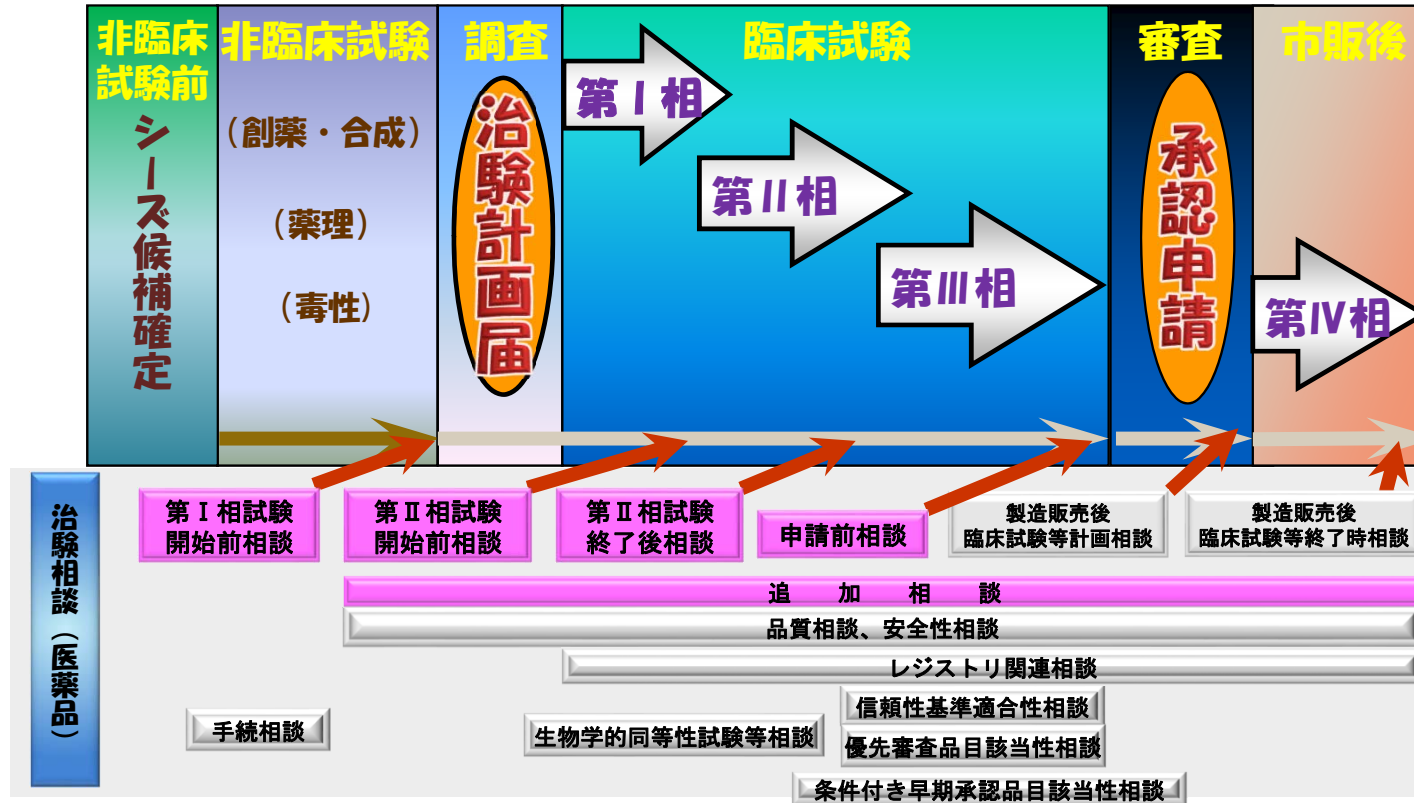 非臨床
試験前
シーズ候補確定
非臨床試験
（創薬・合成）
（薬理）
（毒性）
調査
治験計画届
臨床試験
第Ⅰ相
第Ⅱ相
第Ⅲ相
審査
承認申請
市販後
第Ⅳ相
治験相談（医薬品）
第Ⅰ相試験
開始前相談
第Ⅱ相試験
開始前相談
第Ⅱ相試験
終了後相談
申請前相談
製造販売後
臨床試験等計画相談
製造販売後
臨床試験等終了時相談
追加相談
品質相談、安全性相談
レジストリ関連相談
信頼性基準適合性相談
手続相談
生物学的同等性試験等相談
優先審査品目該当性相談
条件付き早期承認品目該当性相談